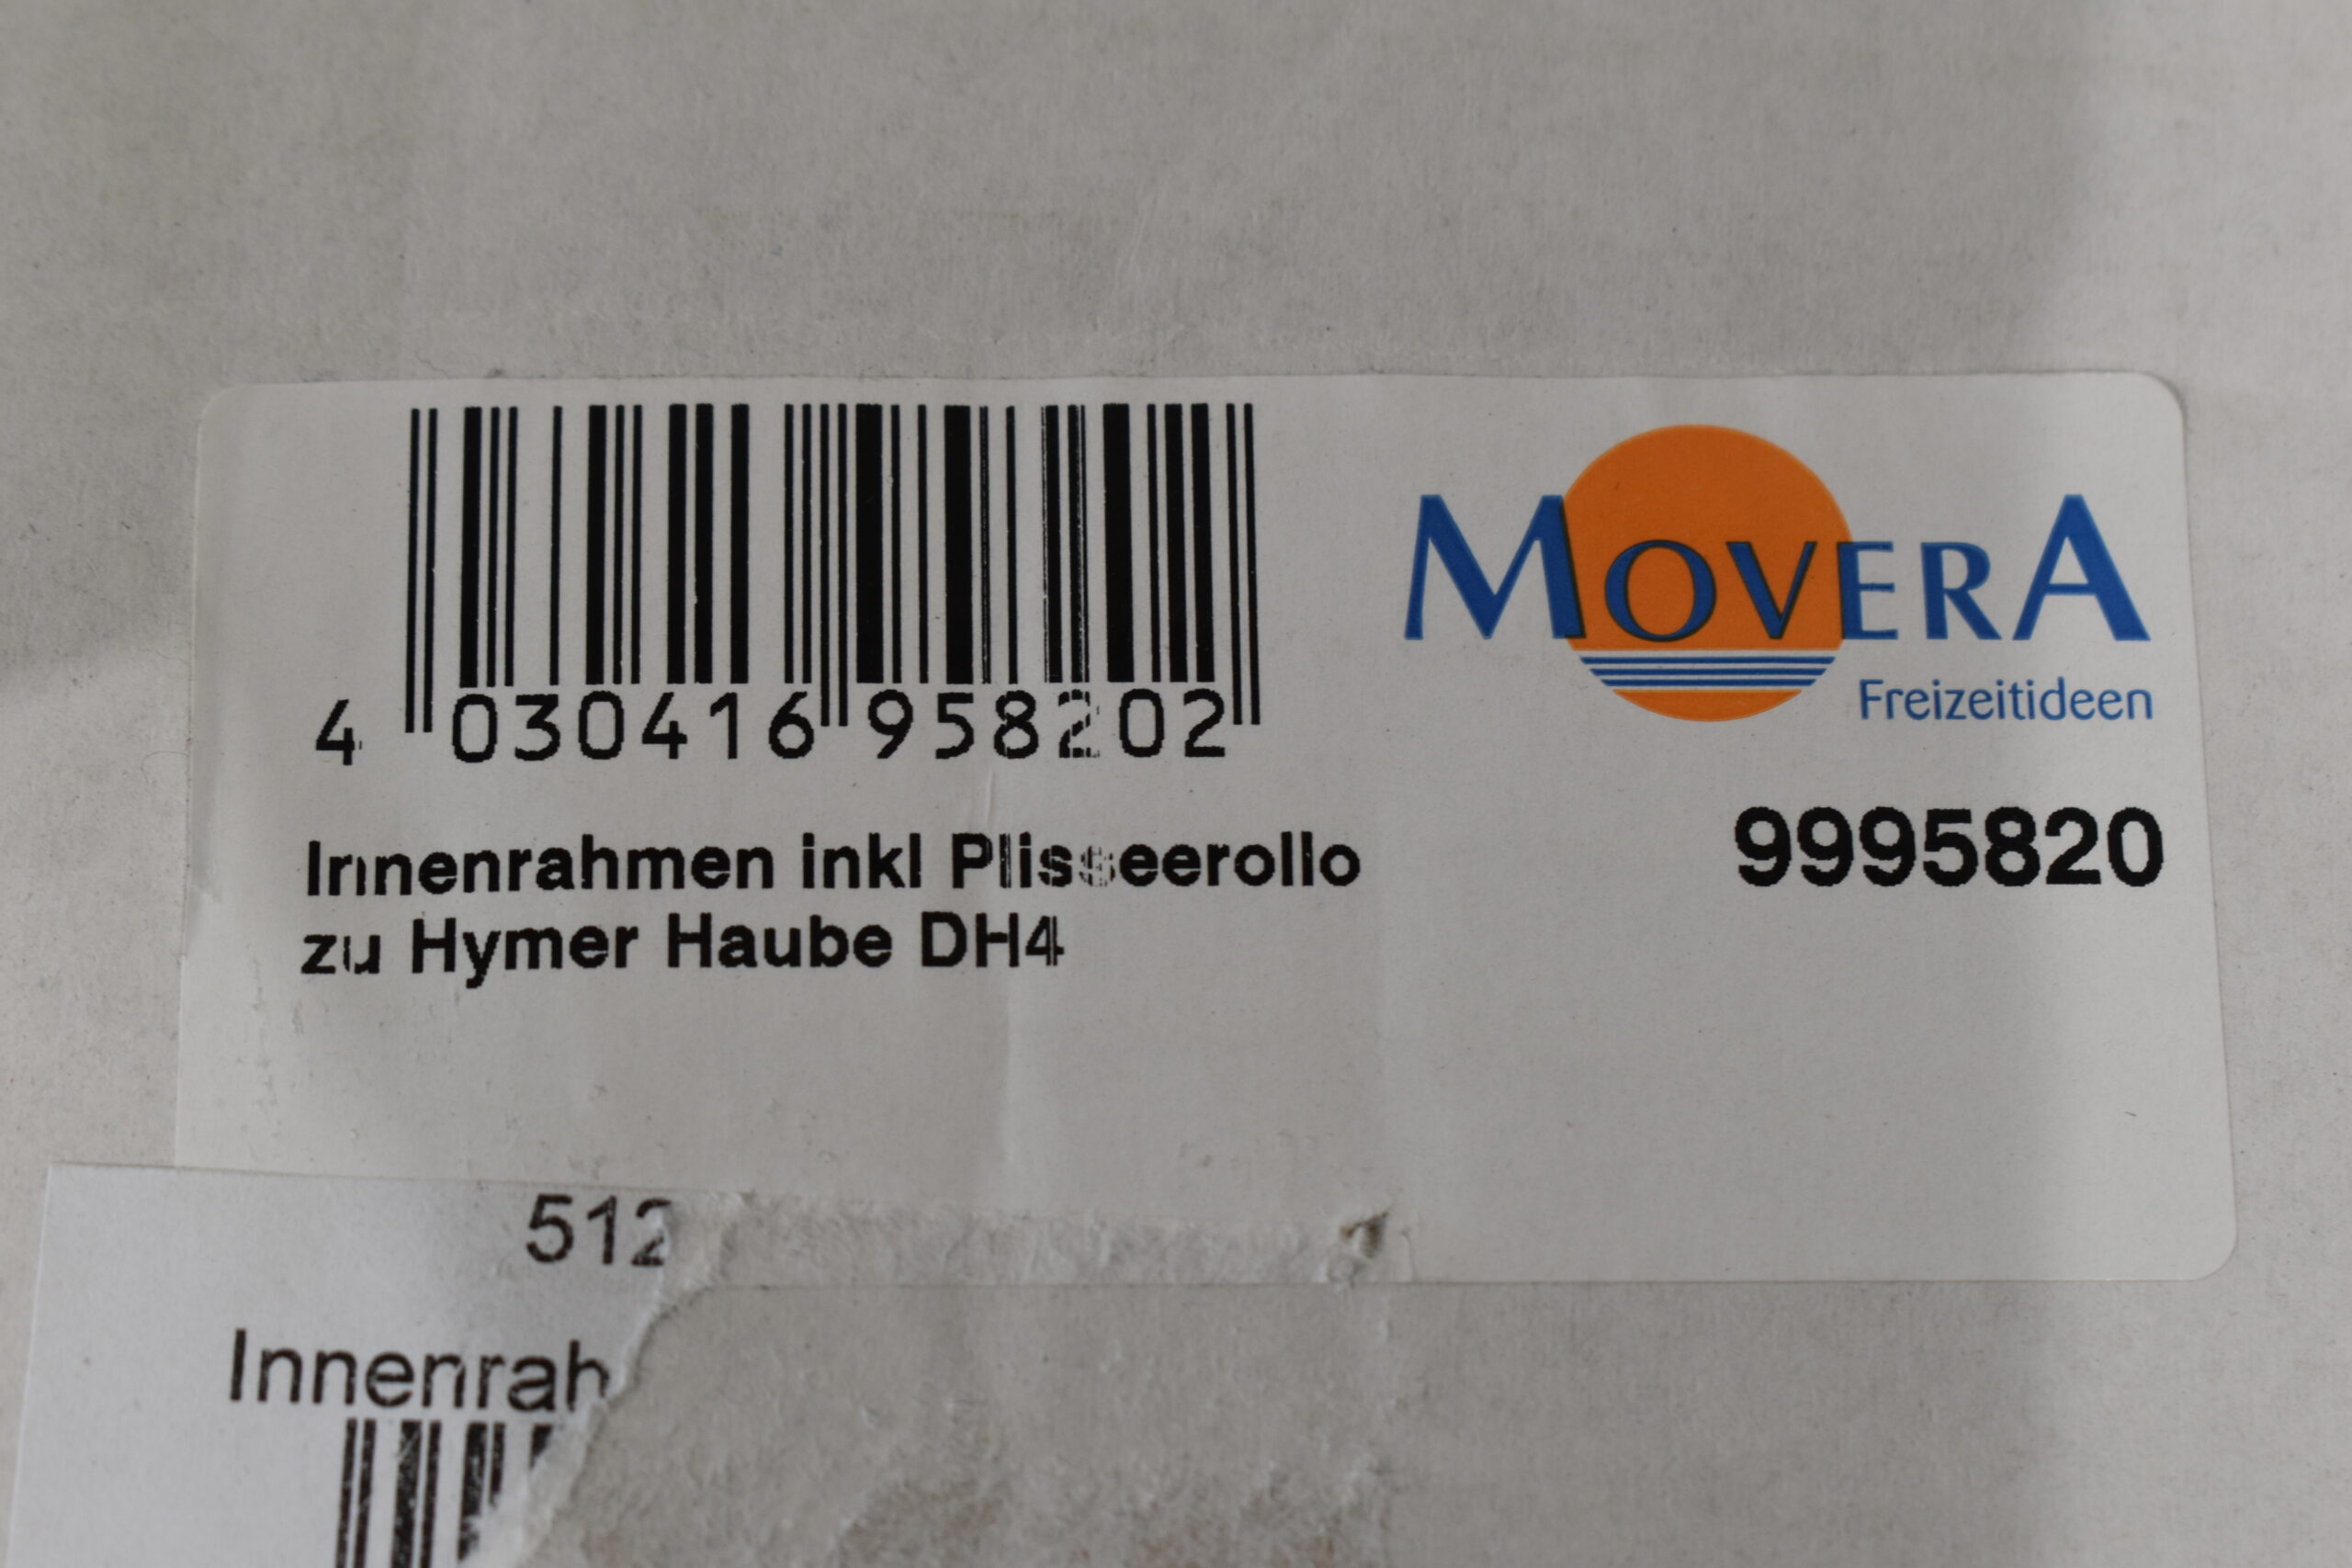 4 030416 958202
MOVERA
Freizeitideen
9995820
Innenrahmen inkl Plisseerollo
zu Hymer Haube DH4
512
Innenrah